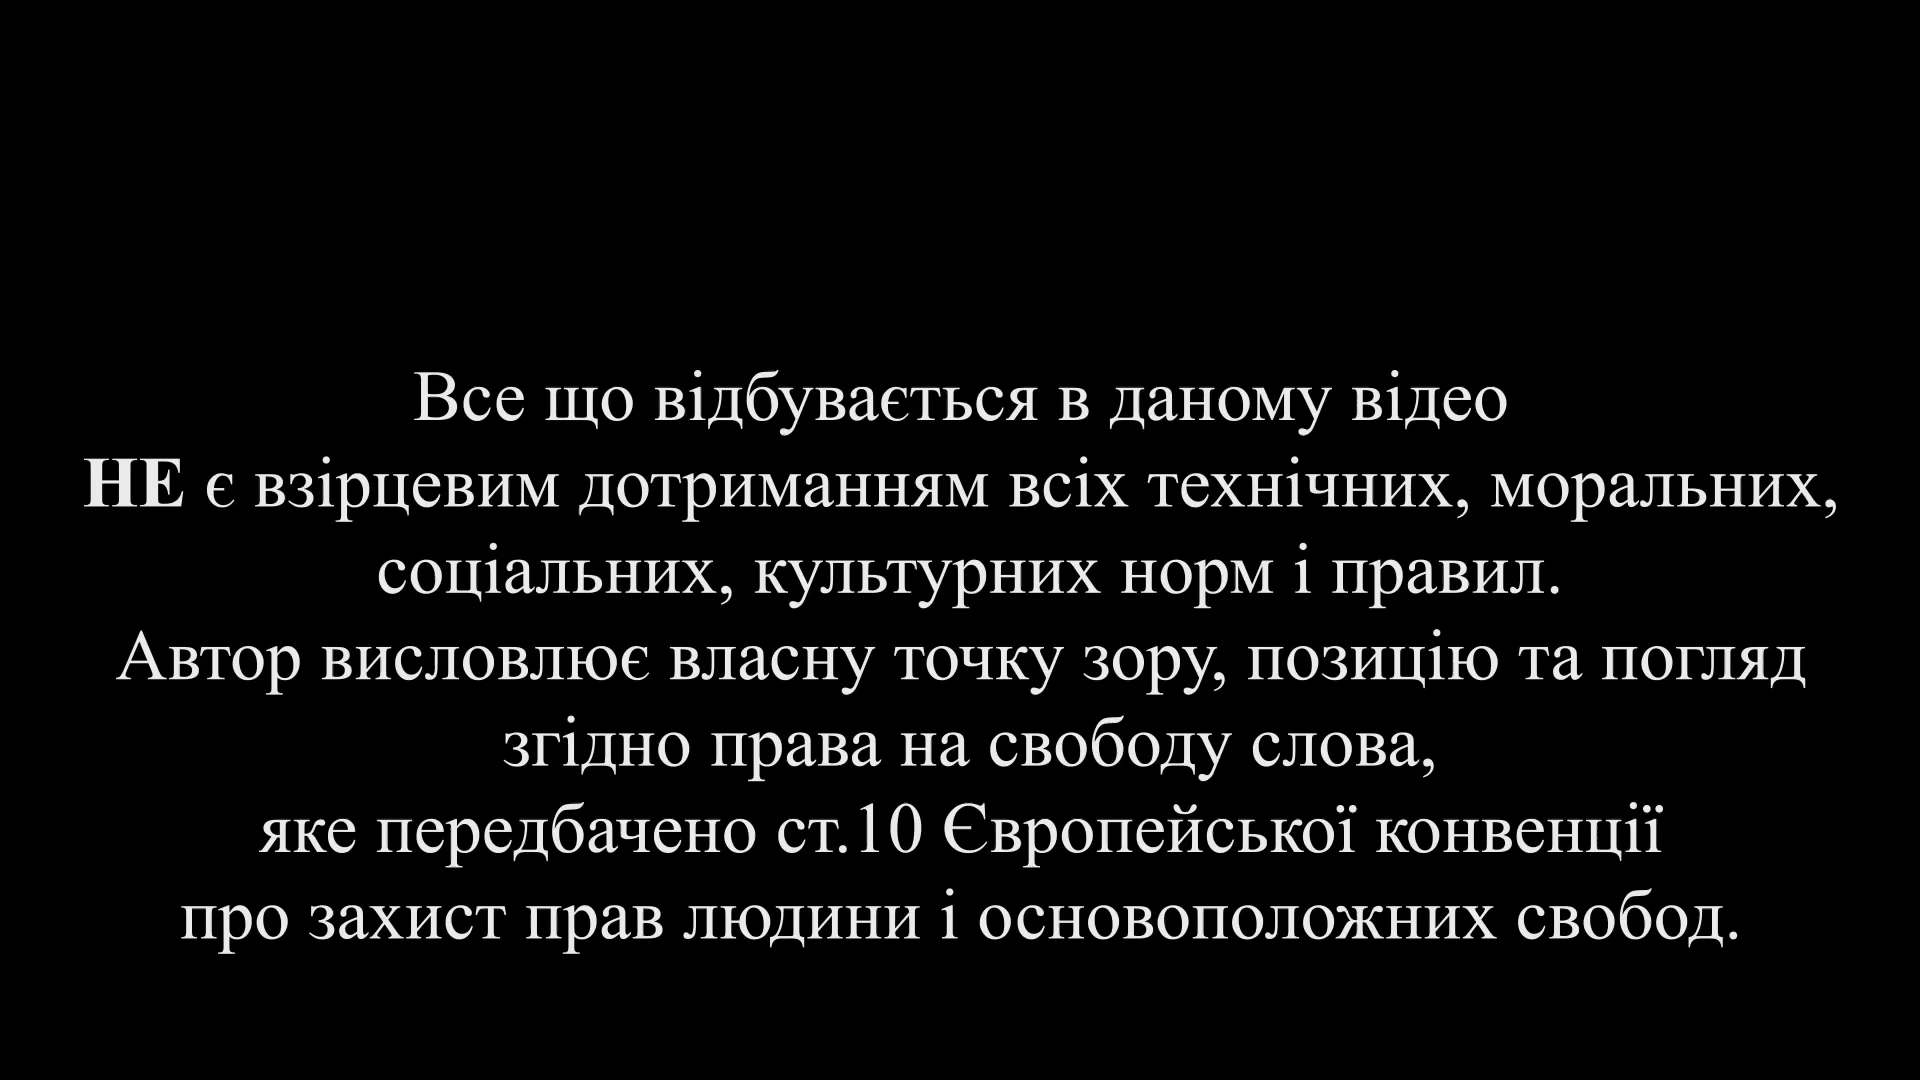 Все що відбувається в даному відео
НЕ є взірцевим дотриманням всіх технічних, моральних,
соціальних, культурних норм і правил.
Автор висловлює власну точку зору, позицію та погляд
згідно права на свободу слова,
яке передбачено ст.10 Європейської конвенції
про захист прав людини і основоположних свобод.